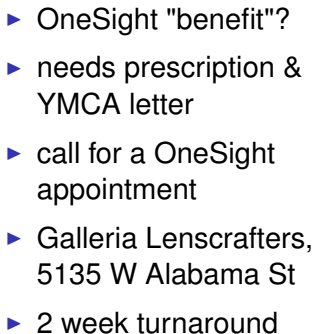 ► OneSight "benefit"?
► needs prescription &
YMCA letter
► call for a OneSight
appointment
► Galleria Lenscrafters,
5135 W Alabama St
► 2 week turnaround